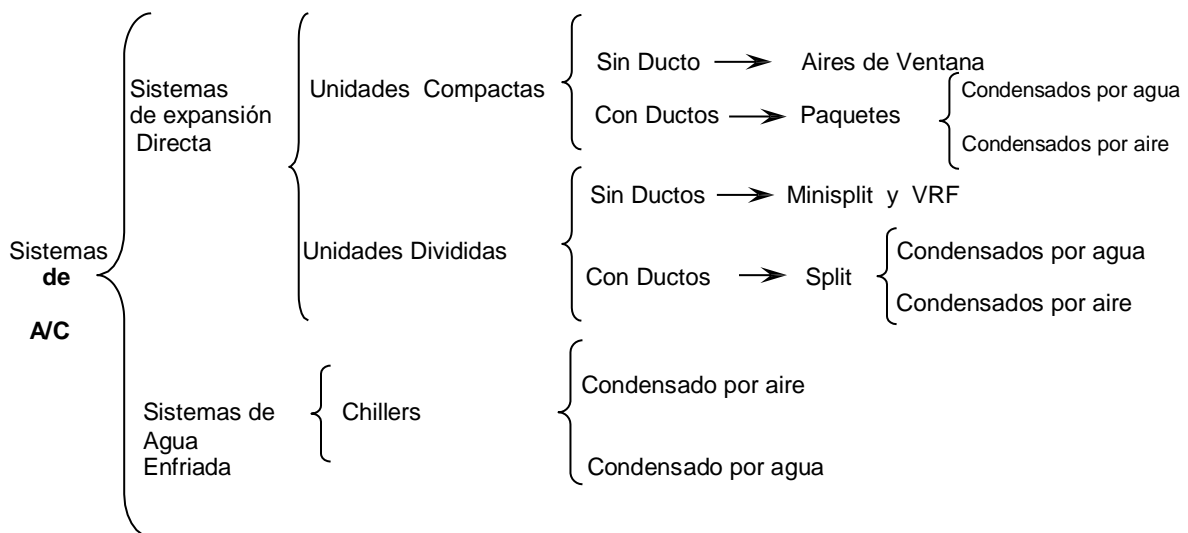 Sistemas
de
A/C
Sistemas
de expansión
Directa
Unidades Compactas
Sin Ducto
Aires de Ventana
Con Ductos
Paquetes
Condensados por agua
Condensados por aire
Unidades Divididas
Sin Ductos
Minisplit y VRF
Con Ductos
Split
Condensados por agua
Condensados por aire
Sistemas de
Agua
Enfriada
Chillers
Condensado por aire
Condensado por agua